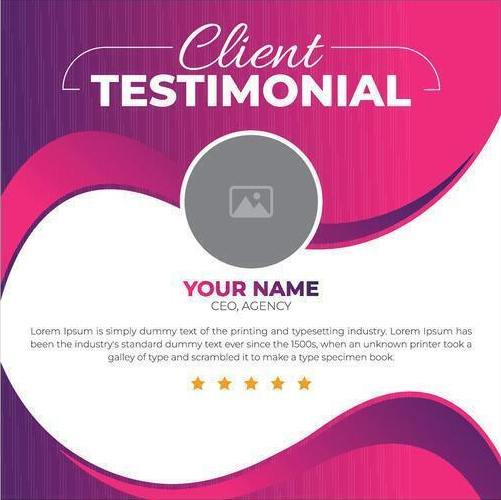 Client
TESTIMONIAL
YOUR NAME
CEO, AGENCY
Lorem Ipsum is simply dummy text of the printing and typesetting industry. Lorem Ipsum has
been the industry's standard dummy text ever since the 1500s, when an unknown printer took a
galley of type and scrambled it to make a type specimen book.